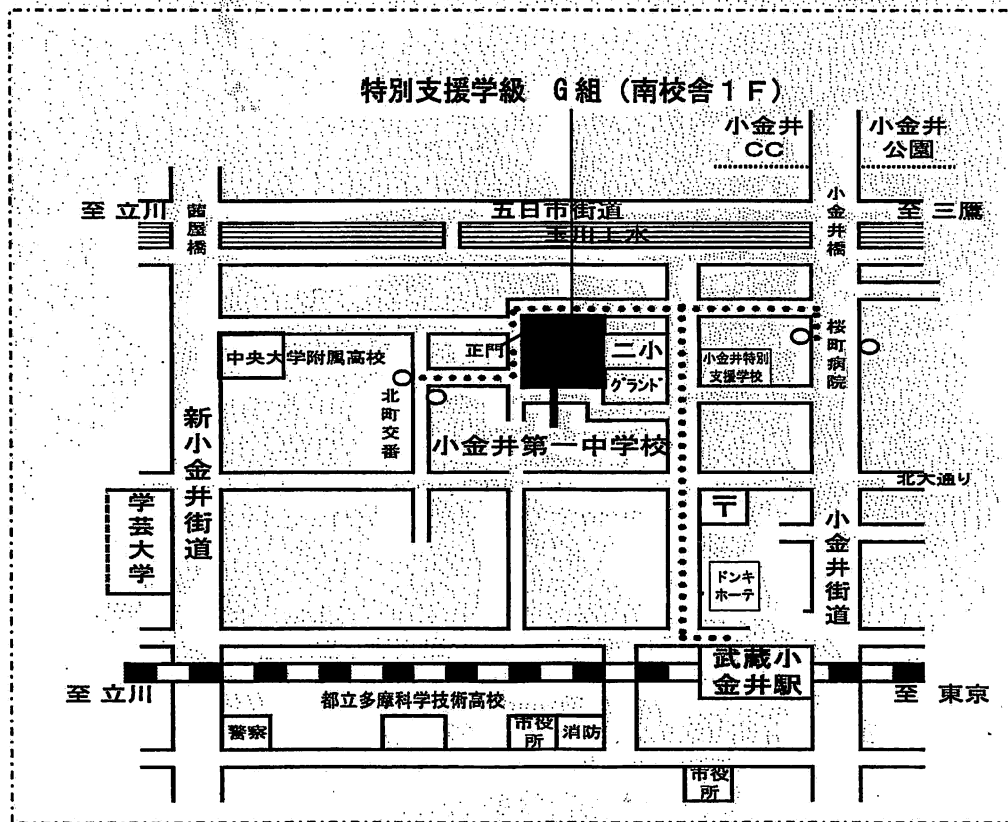 特別支援学級 G組（南校舎１F）
小金井
CC
小金井
公園
至 立川
茜屋橋
五日市街道
小金井橋
至 三鷹
玉川上水
中央大学附属高校
正門
二小
グランド
小金井特別
支援学校
桜町病院
北町交番
小金井第一中学校
新小金井街道
北大通り
学芸大学
〒
小金井街道
ドンキ
ホーテ
武蔵小
金井駅
至 立川
都立多摩科学技術高校
至 東京
警察
市役
所
消防
市役
所